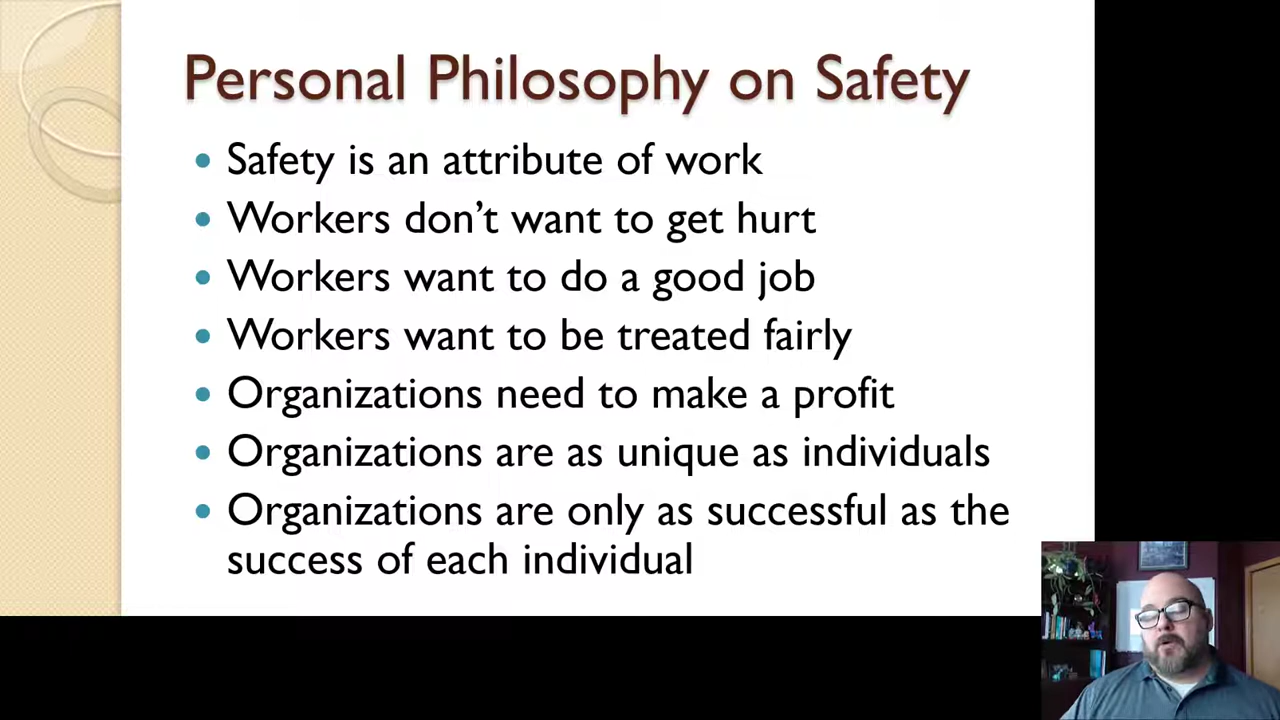 Personal Philosophy on Safety
• Safety is an attribute of work
• Workers don’t want to get hurt
• Workers want to do a good job
• Workers want to be treated fairly
• Organizations need to make a profit
• Organizations are as unique as individuals
• Organizations are only as successful as the
success of each individual